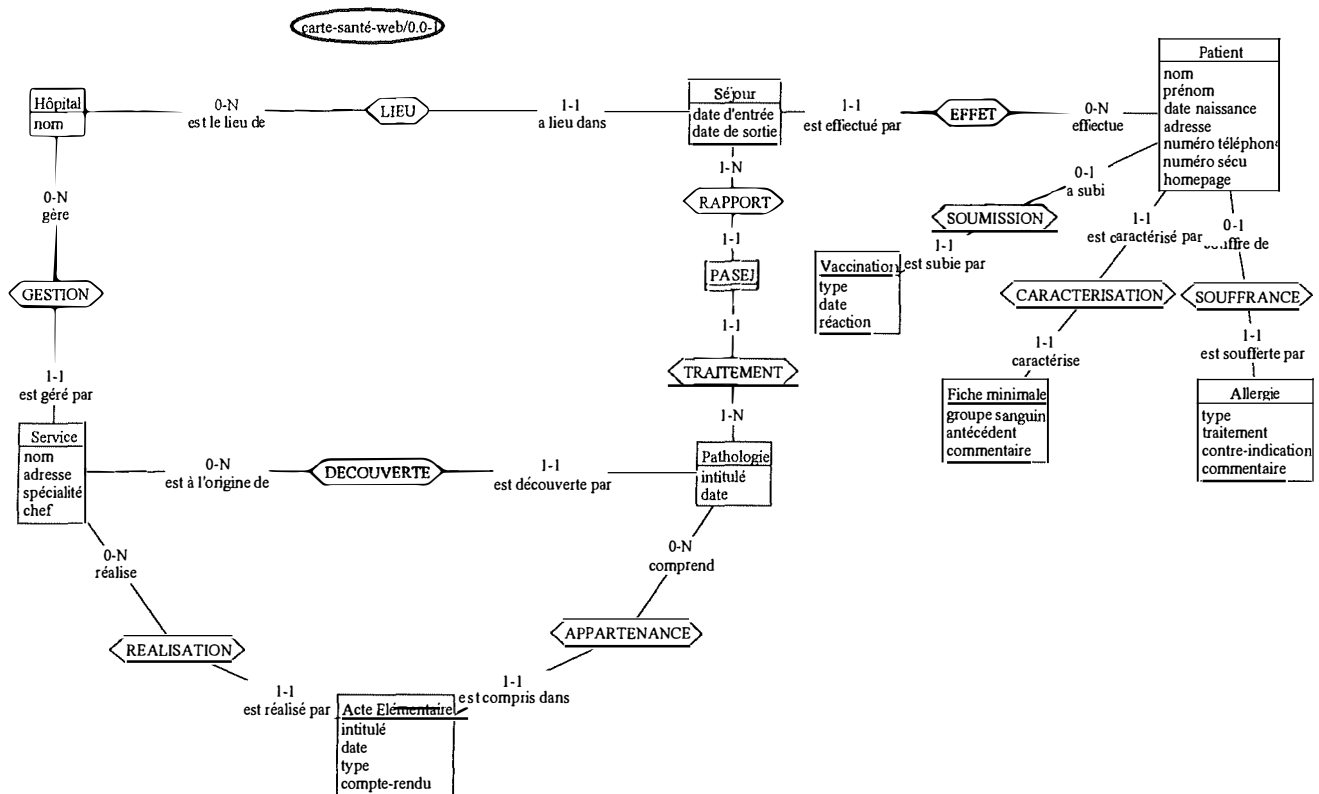 carte-santé-web/0.0-1
Patient
nom
prénom
date naissance
adresse
numéro téléphone
numéro sécu
homepage
Hôpital
nom
0-N
est le lieu de
LIEU
1-1
a lieu dans
Séjour
date d'entrée
date de sortie
1-1
est effectué par
EFFET
0-N
effectue
0-N
gère
GESTION
1-1
est géré par
1-N
RAPPORT
1-1
PASEJ
1-1
TRAITEMENT
1-N
0-1
a subi
SOUMISSION
1-1
est subie par
Vaccination
type
date
réaction
1-1
est caractérisé par
CARACTERISATION
1-1
caractérise
Fiche minimale
groupe sanguin
antécédent
commentaire
0-1
souffre de
SOUFFRANCE
1-1
est soufferte par
Allergie
type
traitement
contre-indication
commentaire
Service
nom
adresse
spécialité
chef
0-N
est à l'origine de
DECOUVERTE
1-1
est découverte par
Pathologie
intitulé
date
0-N
réalise
REALISATION
1-1
est réalisé par
0-N
comprend
APPARTENANCE
1-1
est compris dans
Acte Elémentaire
intitulé
date
type
compte-rendu